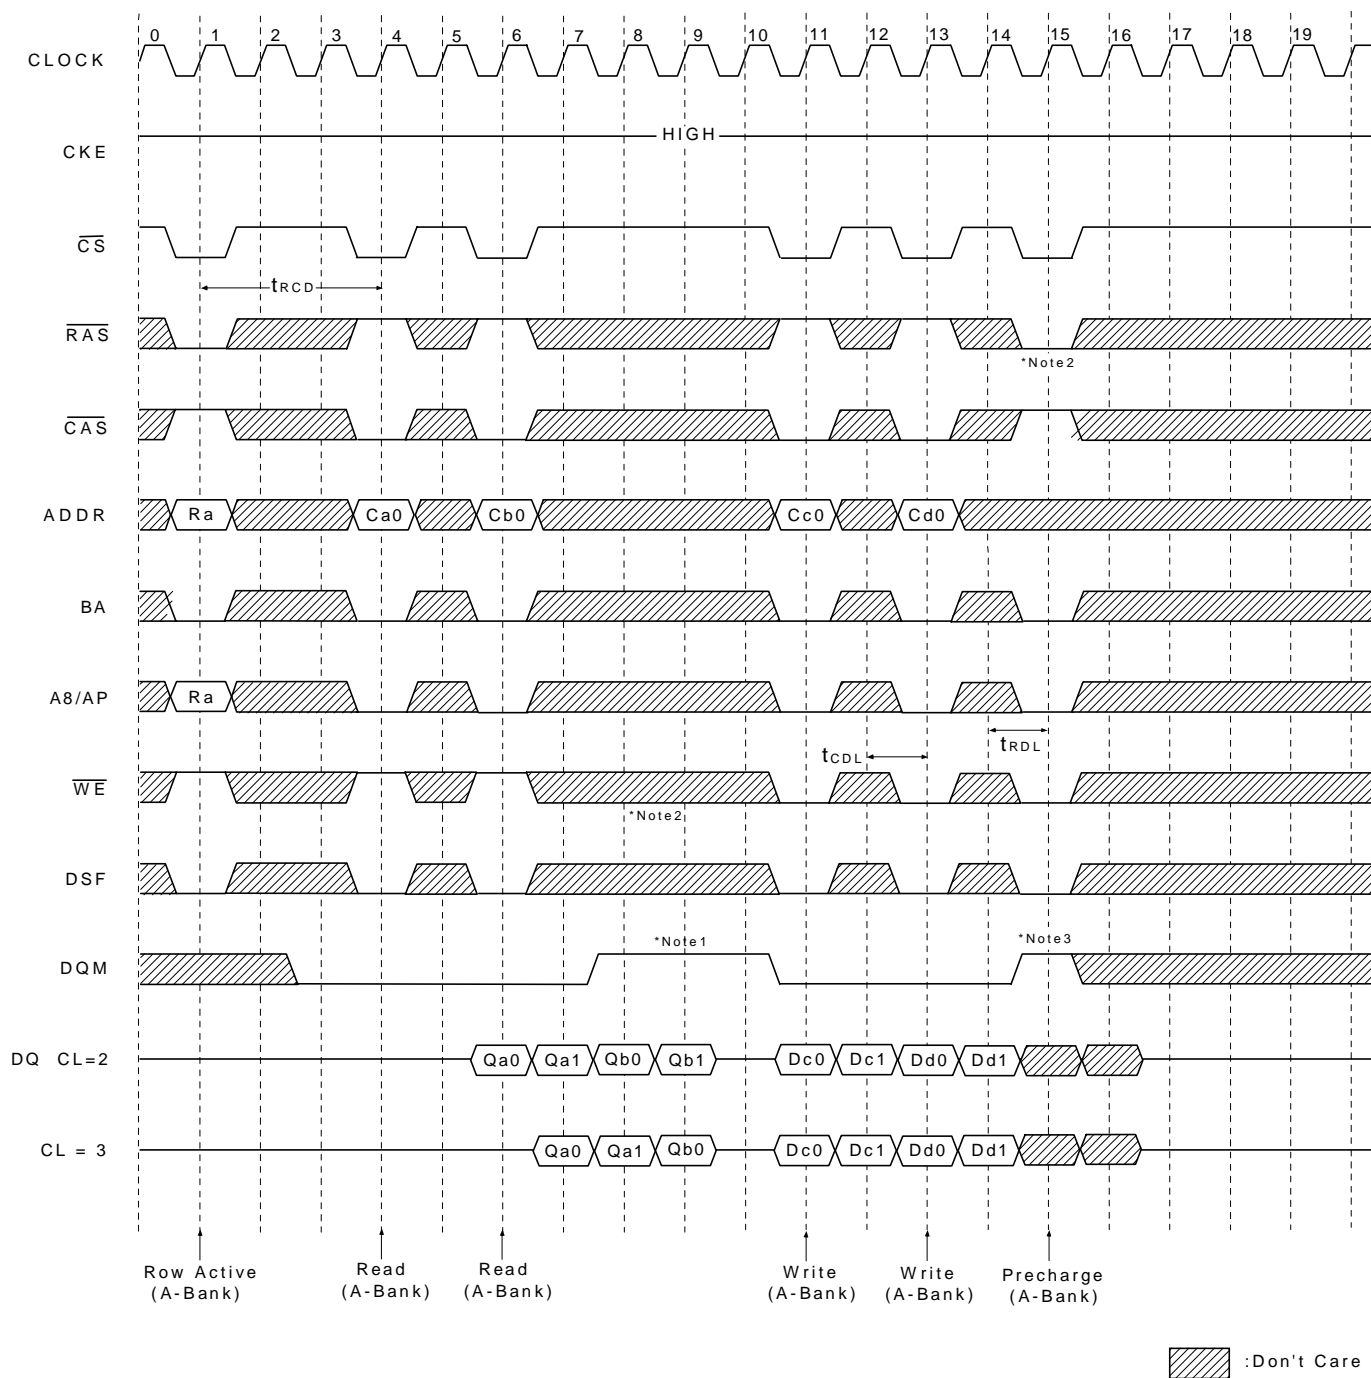 0 1 2 3 4 5 6 7 8 9 10 11 12 13 14 15 16 17 18 19
CLOCK
HIGH
CKE
CS
tRCD
RAS
*Note2
CAS
ADDR Ra Ca0 Cb0 Cc0 Cd0
BA
A8/AP Ra
tCDL tRDL
WE
*Note2
DSF
*Note1 *Note3
DQM
DQ CL=2 Qa0 Qa1 Qb0 Qb1 Dc0 Dc1 Dd0 Dd1
CL = 3 Qa0 Qa1 Qb0 Dc0 Dc1 Dd0 Dd1
Row Active Read Read Write Write Precharge
(A-Bank) (A-Bank) (A-Bank) (A-Bank) (A-Bank) (A-Bank)
:Don't Care